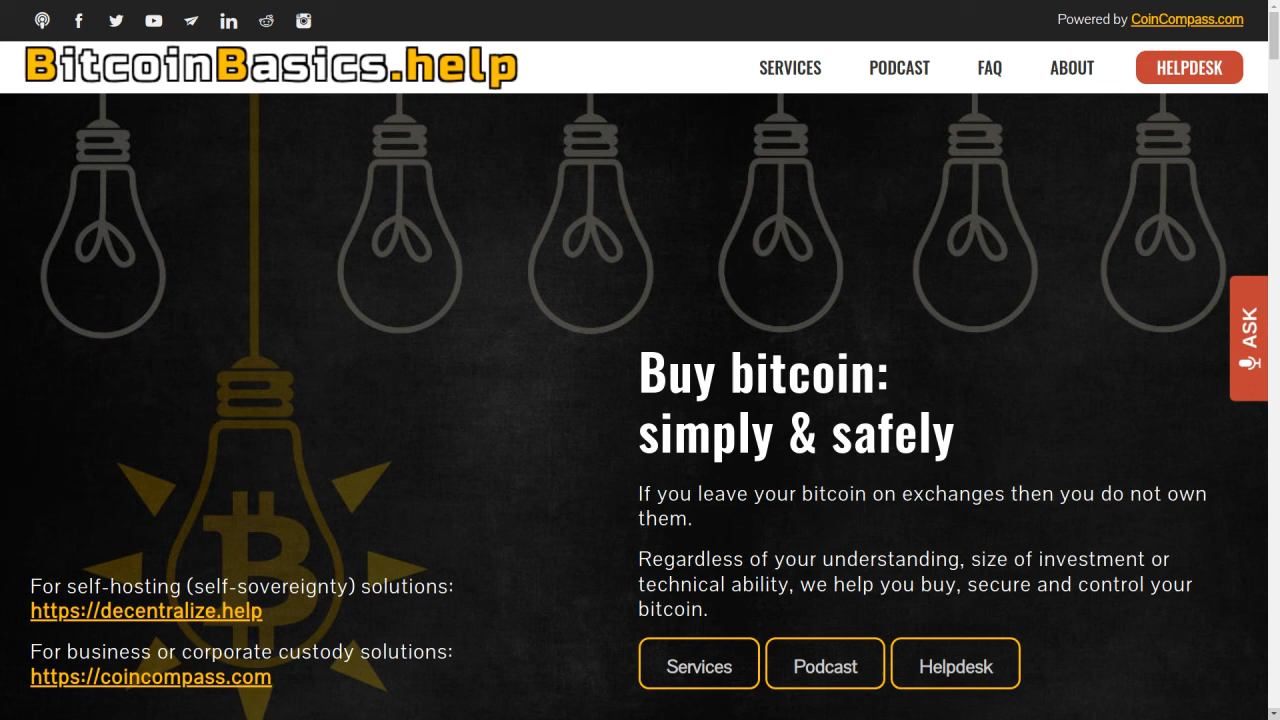 Powered by CoinCompass.com
BitcoinBasics.help
SERVICES
PODCAST
FAQ
ABOUT
HELPDESK
ASK
Buy bitcoin:
simply & safely
If you leave your bitcoin on exchanges then you do not own
them.
Regardless of your understanding, size of investment or
technical ability, we help you buy, secure and control your
bitcoin.
Services
Podcast
Helpdesk
For self-hosting (self-sovereignty) solutions:
https://decentralize.help
For business or corporate custody solutions:
https://coincompass.com